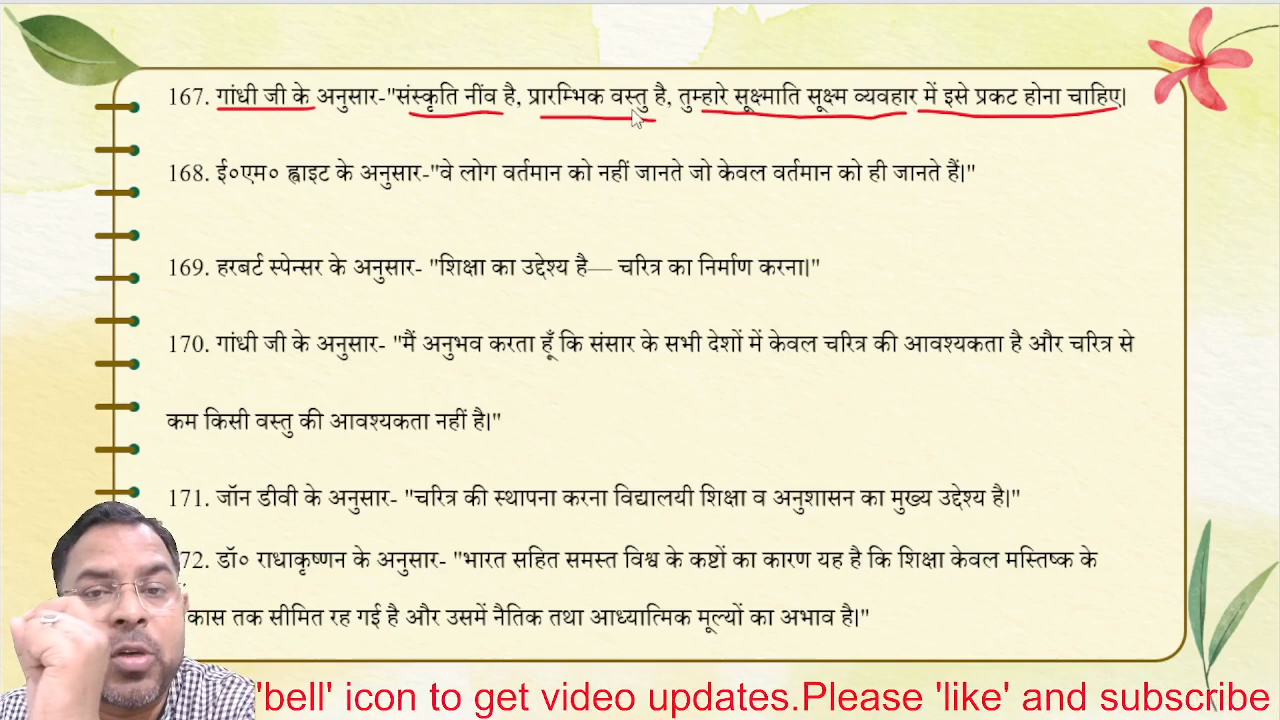 167. गांधी जी के अनुसार-"संस्कृति नींव है, प्रारम्भिक वस्तु है, तुम्हारे सूक्ष्माति सूक्ष्म व्यवहार में इसे प्रकट होना चाहिए।
168. ई०एम० ह्वाइट के अनुसार-"वे लोग वर्तमान को नहीं जानते जो केवल वर्तमान को ही जानते हैं।"
169. हरबर्ट स्पेन्सर के अनुसार- "शिक्षा का उद्देश्य है— चरित्र का निर्माण करना।"
170. गांधी जी के अनुसार- "मैं अनुभव करता हूँ कि संसार के सभी देशों में केवल चरित्र की आवश्यकता है और चरित्र से
कम किसी वस्तु की आवश्यकता नहीं है।"
171. जॉन डीवी के अनुसार- "चरित्र की स्थापना करना विद्यालयी शिक्षा व अनुशासन का मुख्य उद्देश्य है।"
72. डॉ० राधाकृष्णन के अनुसार- "भारत सहित समस्त विश्व के कष्टों का कारण यह है कि शिक्षा केवल मस्तिष्क के
कास तक सीमित रह गई है और उसमें नैतिक तथा आध्यात्मिक मूल्यों का अभाव है।"
'bell' icon to get video updates.Please 'like' and subscribe